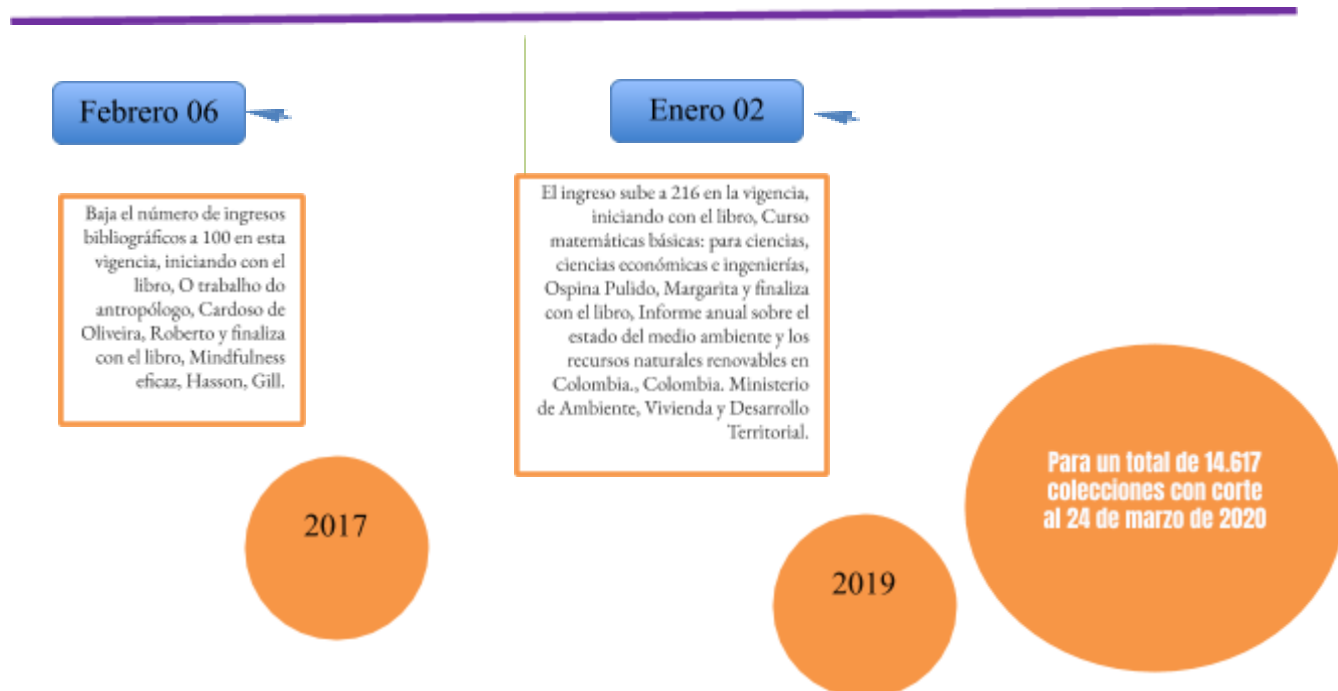 Febrero 06
Baja el número de ingresos
bibliográficos a 100 en esta
vigencia, iniciando con el
libro, O trabalho do
antropólogo, Cardoso de
Oliveira, Roberto y finaliza
con el libro, Mindfulness
eficaz, Hasson, Gill.
2017
Enero 02
El ingreso sube a 216 en la vigencia,
iniciando con el libro, Curso
matemáticas básicas: para ciencias,
ciencias económicas e ingenierías,
Ospina Pulido, Margarita y finaliza
con el libro, Informe anual sobre el
estado del medio ambiente y los
recursos naturales renovables en
Colombia., Colombia. Ministerio
de Ambiente, Vivienda y Desarrollo
Territorial.
2019
Para un total de 14.617
colecciones con corte
al 24 de marzo de 2020